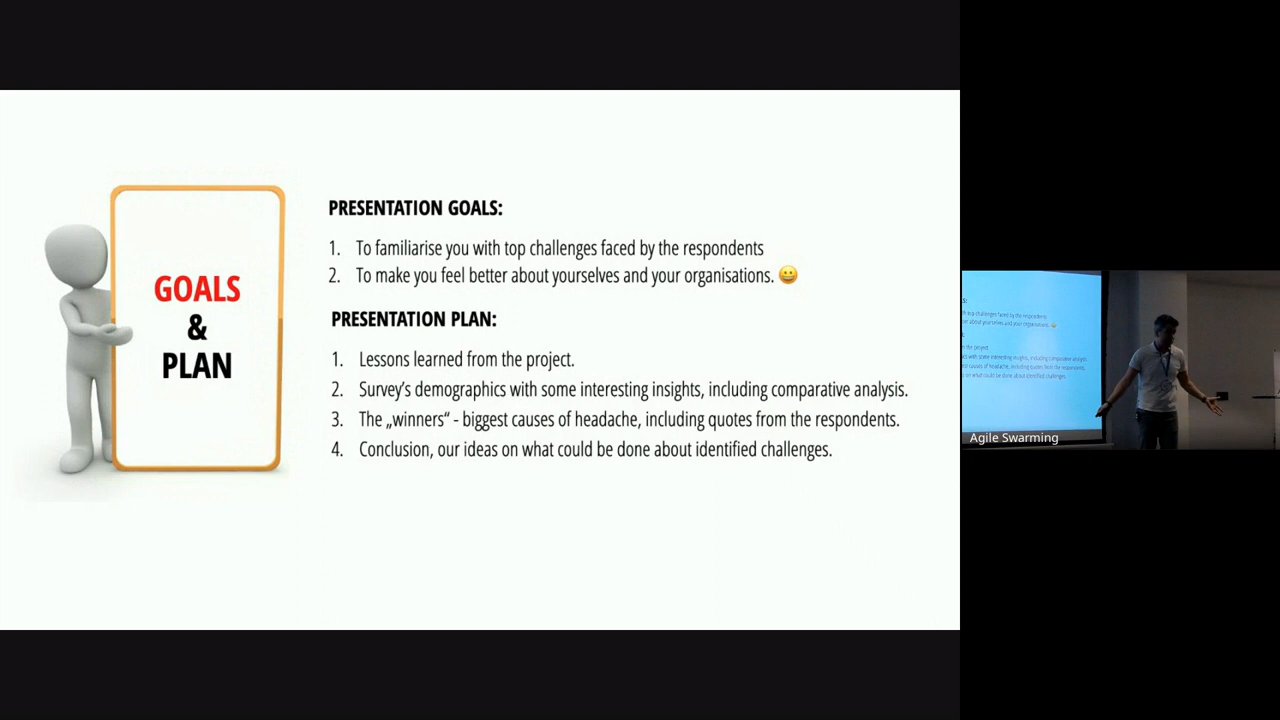 GOALS
&
PLAN
PRESENTATION GOALS:
1. To familiarise you with top challenges faced by the respondents
2. To make you feel better about yourselves and your organisations. 😀
PRESENTATION PLAN:
1. Lessons learned from the project.
2. Survey’s demographics with some interesting insights, including comparative analysis.
3. The „winners“ - biggest causes of headache, including quotes from the respondents.
4. Conclusion, our ideas on what could be done about identified challenges.
Agile Swarming